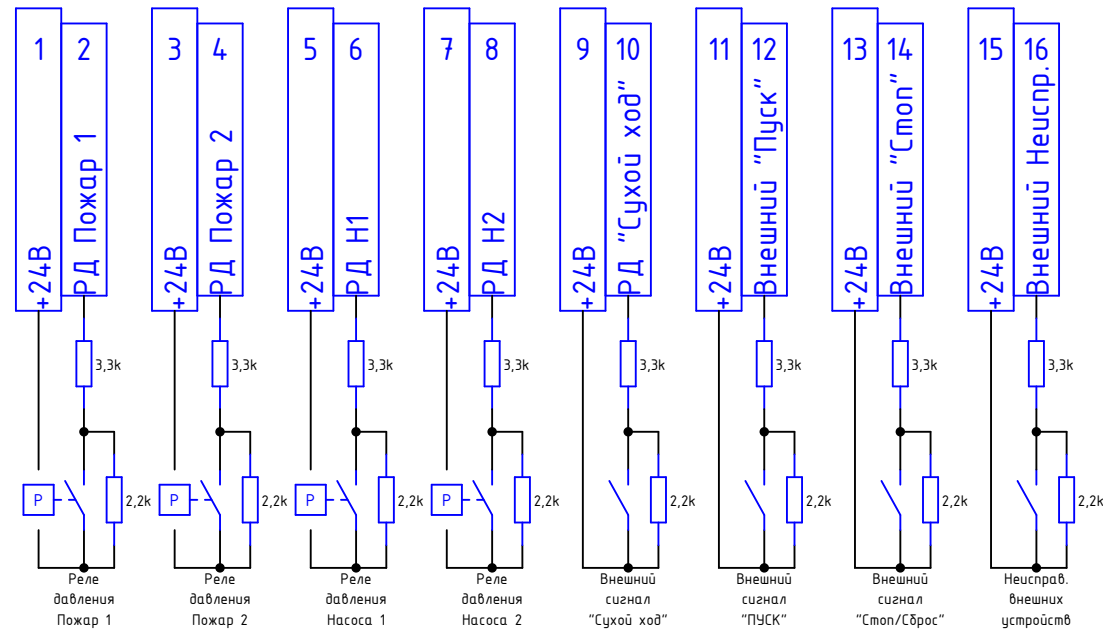 1 2 3 4 5 6 7 8 9 10 11 12 13 14 15 16
+24В
РД Пожар 1
+24В
РД Пожар 2
+24В
РД Н1
+24В
РД Н2
+24В
РД "Сухой ход"
+24В
Внешний "Пуск"
+24В
Внешний "Стоп"
+24В
Внешний Неиспр.
3,3k 3,3k 3,3k 3,3k 3,3k 3,3k 3,3k 3,3k
P 2,2k P 2,2k P 2,2k P 2,2k 2,2k 2,2k 2,2k 2,2k
Реле
давления
Пожар 1
Реле
давления
Пожар 2
Реле
давления
Насоса 1
Реле
давления
Насоса 2
Внешний
сигнал
"Сухой ход"
Внешний
сигнал
"ПУСК"
Внешний
сигнал
"Стоп/Сброс"
Неисправ.
внешних
устройств